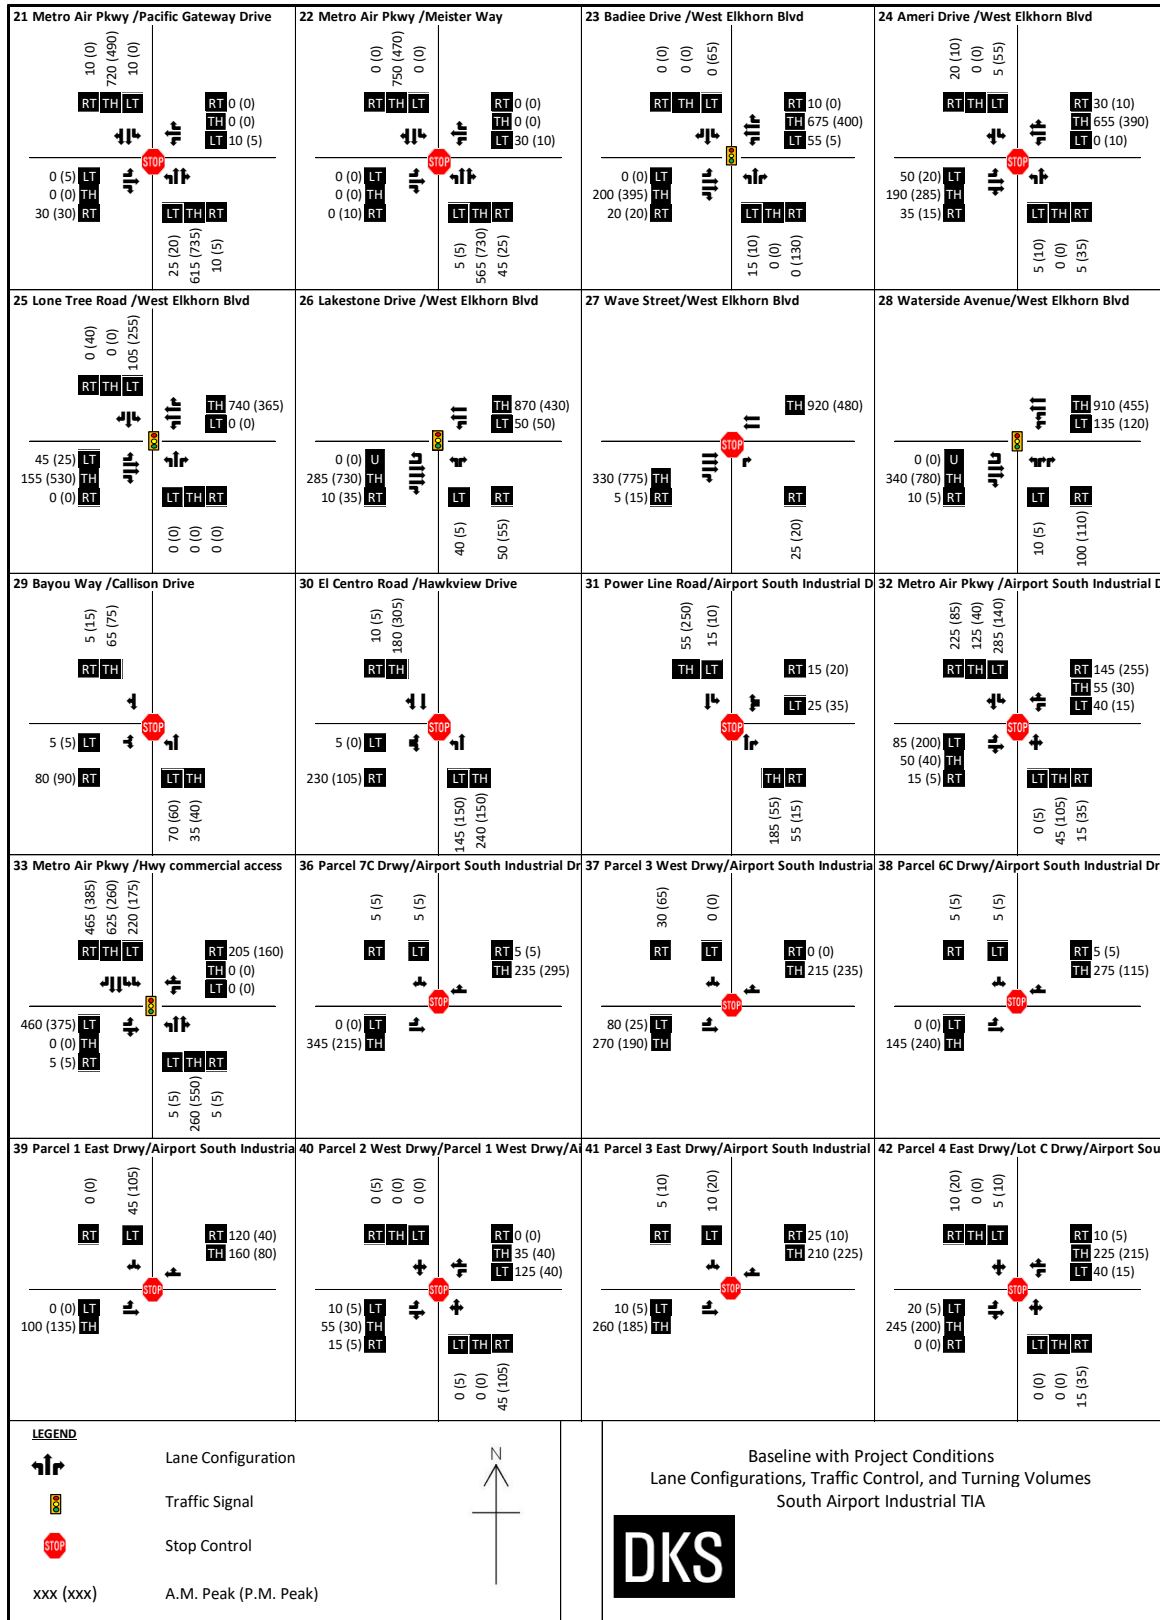 21 Metro Air Pkwy /Pacific Gateway Drive
10 (0)
720 (490)
10 (0)
RT TH LT
RT 0 (0)
TH 0 (0)
LT 10 (5)
STOP
0 (5) LT
0 (0) TH
30 (30) RT
LT TH RT
25 (20)
615 (735)
10 (5)
22 Metro Air Pkwy /Meister Way
0 (0)
750 (470)
0 (0)
RT TH LT
RT 0 (0)
TH 0 (0)
LT 30 (10)
STOP
0 (0) LT
0 (0) TH
0 (10) RT
LT TH RT
5 (5)
565 (730)
45 (25)
23 Badiee Drive /West Elkhorn Blvd
0 (0)
0 (0)
0 (65)
RT TH LT
RT 10 (0)
TH 675 (400)
LT 55 (5)
0 (0) LT
200 (395) TH
20 (20) RT
LT TH RT
15 (10)
0 (0)
0 (130)
24 Ameri Drive /West Elkhorn Blvd
20 (10)
0 (0)
5 (55)
RT TH LT
RT 30 (10)
TH 655 (390)
LT 0 (10)
STOP
50 (20) LT
190 (285) TH
35 (15) RT
LT TH RT
5 (10)
0 (0)
5 (35)
25 Lone Tree Road /West Elkhorn Blvd
0 (40)
0 (0)
105 (255)
RT TH LT
TH 740 (365)
LT 0 (0)
45 (25) LT
155 (530) TH
0 (0) RT
LT TH RT
0 (0)
0 (0)
0 (0)
26 Lakestone Drive /West Elkhorn Blvd
TH 870 (430)
LT 50 (50)
0 (0) U
285 (730) TH
10 (35) RT
LT RT
40 (5)
50 (55)
27 Wave Street/West Elkhorn Blvd
TH 920 (480)
STOP
330 (775) TH
5 (15) RT
RT
25 (20)
28 Waterside Avenue/West Elkhorn Blvd
TH 910 (455)
LT 135 (120)
0 (0) U
340 (780) TH
10 (5) RT
LT RT
10 (5)
100 (110)
29 Bayou Way /Callison Drive
5 (15)
65 (75)
RT TH
STOP
5 (5) LT
80 (90) RT
LT TH
70 (60)
35 (40)
30 El Centro Road /Hawkview Drive
10 (5)
180 (305)
RT TH
STOP
5 (0) LT
230 (105) RT
LT TH
145 (150)
240 (150)
31 Power Line Road/Airport South Industrial D
55 (250)
15 (10)
TH LT
RT 15 (20)
LT 25 (35)
STOP
TH RT
185 (55)
55 (15)
32 Metro Air Pkwy /Airport South Industrial D
225 (85)
125 (40)
285 (140)
RT TH LT
RT 145 (255)
TH 55 (30)
LT 40 (15)
STOP
85 (200) LT
50 (40) TH
15 (5) RT
LT TH RT
0 (5)
45 (105)
15 (35)
33 Metro Air Pkwy /Hwy commercial access
465 (385)
625 (260)
220 (175)
RT TH LT
RT 205 (160)
TH 0 (0)
LT 0 (0)
460 (375) LT
0 (0) TH
5 (5) RT
LT TH RT
5 (5)
260 (550)
5 (5)
36 Parcel 7C Drwy/Airport South Industrial Dr
5 (5)
5 (5)
RT LT
RT 5 (5)
TH 235 (295)
STOP
0 (0) LT
345 (215) TH
37 Parcel 3 West Drwy/Airport South Industria
30 (65)
0 (0)
RT LT
RT 0 (0)
TH 215 (235)
STOP
80 (25) LT
270 (190) TH
38 Parcel 6C Drwy/Airport South Industrial Dr
5 (5)
5 (5)
RT LT
RT 5 (5)
TH 275 (115)
STOP
0 (0) LT
145 (240) TH
39 Parcel 1 East Drwy/Airport South Industria
0 (0)
45 (105)
RT LT
RT 120 (40)
TH 160 (80)
STOP
0 (0) LT
100 (135) TH
40 Parcel 2 West Drwy/Parcel 1 West Drwy/Ai
0 (5)
0 (0)
0 (0)
RT TH LT
RT 0 (0)
TH 35 (40)
LT 125 (40)
STOP
10 (5) LT
55 (30) TH
15 (5) RT
LT TH RT
0 (5)
0 (0)
45 (105)
41 Parcel 3 East Drwy/Airport South Industrial
5 (10)
10 (20)
RT LT
RT 25 (10)
TH 210 (225)
STOP
10 (5) LT
260 (185) TH
42 Parcel 4 East Drwy/Lot C Drwy/Airport Sou
10 (20)
0 (0)
5 (10)
RT TH LT
RT 10 (5)
TH 225 (215)
LT 40 (15)
STOP
20 (5) LT
245 (200) TH
0 (0) RT
LT TH RT
0 (0)
0 (0)
15 (35)
LEGEND
Lane Configuration
Traffic Signal
STOP Stop Control
xxx (xxx) A.M. Peak (P.M. Peak)
N
Baseline with Project Conditions
Lane Configurations, Traffic Control, and Turning Volumes
South Airport Industrial TIA
DKS